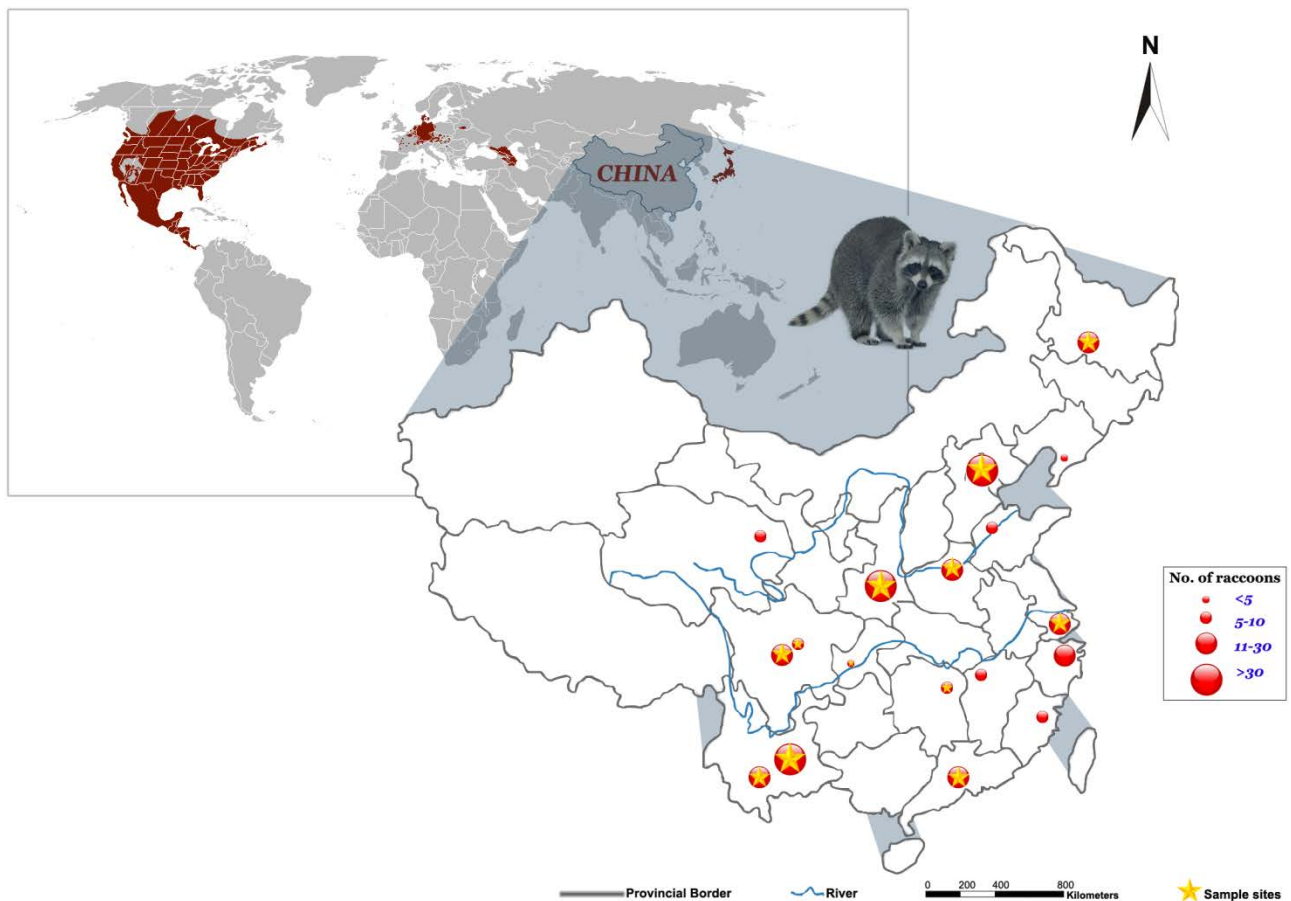 N
CHINA
No. of raccoons
<5
5-10
11-30
>30
0 200 400 800
Provincial Border
River
Kilometers
Sample sites